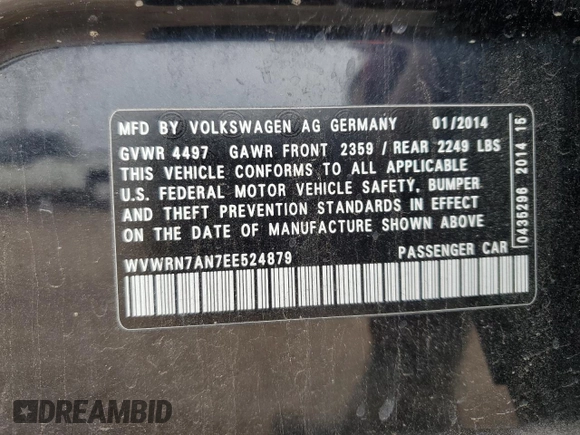 MFD BY VOLKSWAGEN AG GERMANY 01/2014
GVWR 4497 GAWR FRONT 2359 / REAR 2249 LBS
THIS VEHICLE CONFORMS TO ALL APPLICABLE
U.S. FEDERAL MOTOR VEHICLE SAFETY, BUMPER
AND THEFT PREVENTION STANDARDS IN EFFECT
ON THE DATE OF MANUFACTURE SHOWN ABOVE
WVWRN7AN7EE524879 PASSENGER CAR
0435296 2014 15
DREAMBID